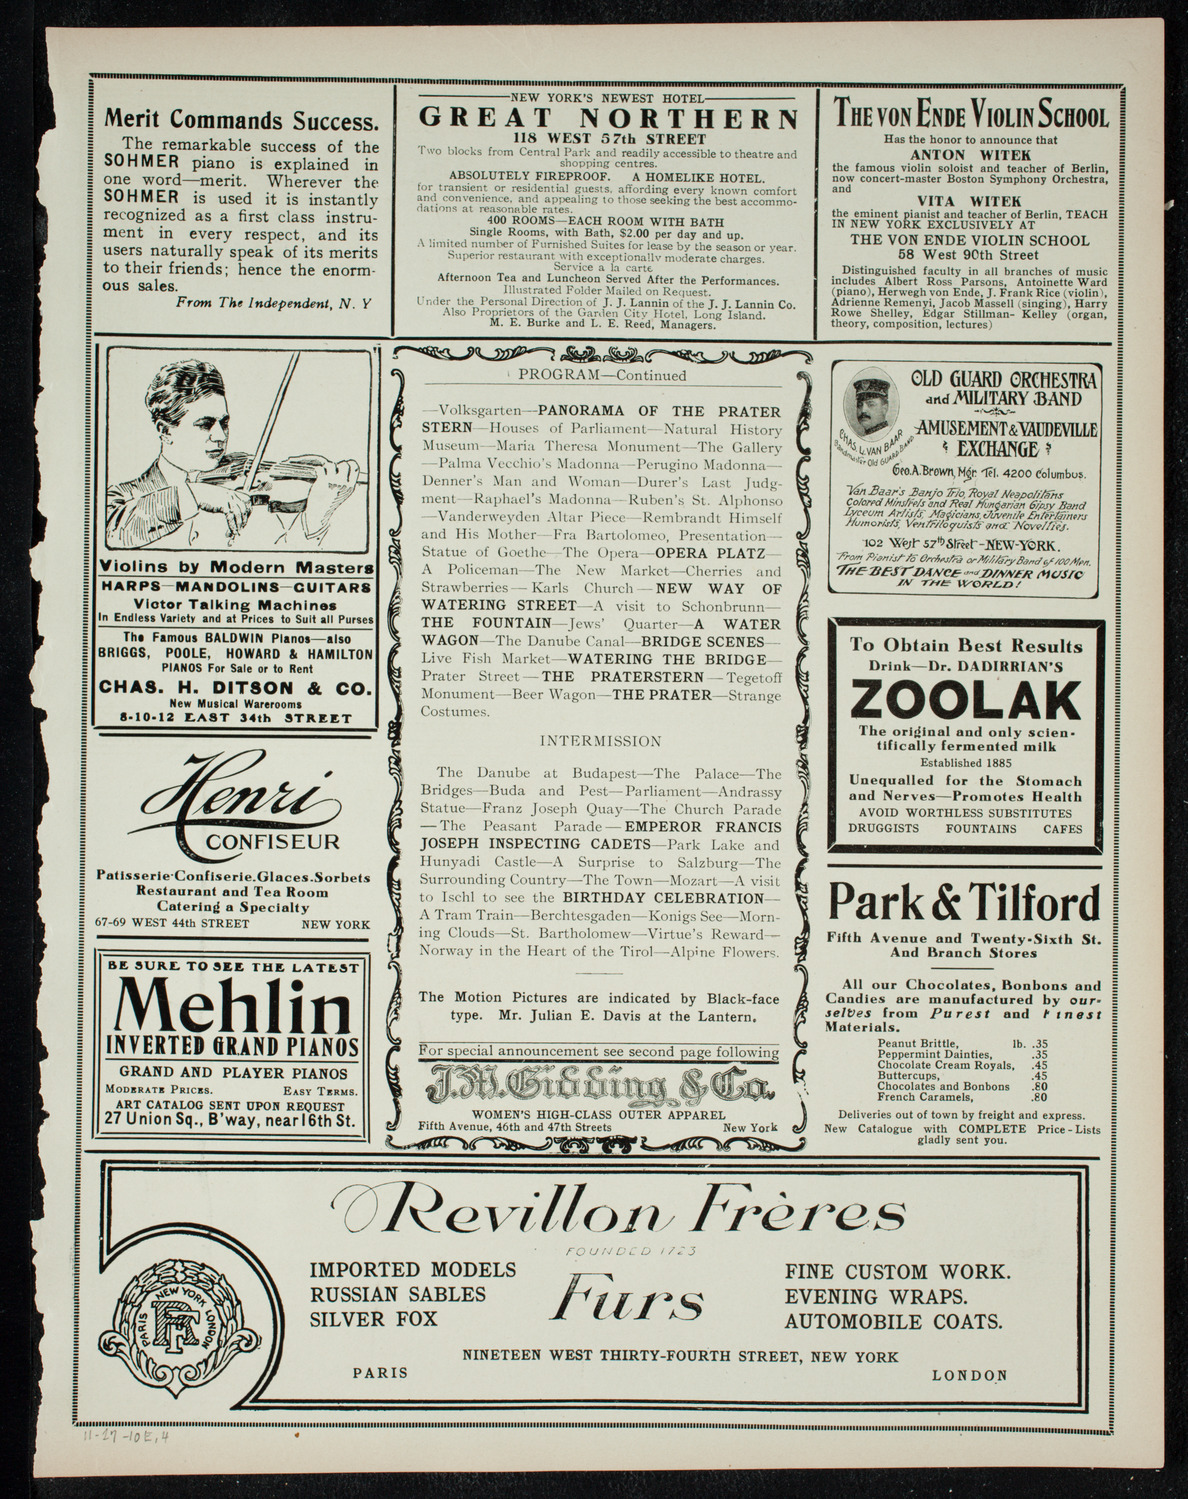 Merit Commands Success.
The remarkable success of the
SOHMER piano is explained in
one word—merit. Wherever the
SOHMER is used it is instantly
recognized as a first class instru-
ment in every respect, and its
users naturally speak of its merits
to their friends; hence the enorm-
ous sales.
From The Independent, N. Y
NEW YORK'S NEWEST HOTEL
GREAT NORTHERN
118 WEST 57th STREET
Two blocks from Central Park and readily accessible to theatre and
shopping centres.
ABSOLUTELY FIREPROOF. A HOMELIKE HOTEL.
for transient or residential guests, affording every known comfort
and convenience, and appealing to those seeking the best accommo-
dations at reasonable rates.
400 ROOMS—EACH ROOM WITH BATH
Single Rooms, with Bath, $2.00 per day and up.
A limited number of Furnished Suites for lease by the season or year.
Superior restaurant with exceptionally moderate charges.
Service a la carte
Afternoon Tea and Luncheon Served After the Performances.
Illustrated Folder Mailed on Request.
Under the Personal Direction of J. J. Lannin of the J. J. Lannin Co.
Also Proprietors of the Garden City Hotel, Long Island.
M. E. Burke and L. E. Reed, Managers.
THE VON ENDE VIOLIN SCHOOL
Has the honor to announce that
ANTON WITEK
the famous violin soloist and teacher of Berlin,
now concert-master Boston Symphony Orchestra,
and
VITA WITEK
the eminent pianist and teacher of Berlin, TEACH
IN NEW YORK EXCLUSIVELY AT
THE VON ENDE VIOLIN SCHOOL
58 West 90th Street
Distinguished faculty in all branches of music
includes Albert Ross Parsons, Antoinette Ward
(piano), Herwegh von Ende, J. Frank Rice (violin),
Adrienne Remenyi, Jacob Massell (singing), Harry
Rowe Shelley, Edgar Stillman- Kelley (organ,
theory, composition, lectures)
Violins by Modern Masters
HARPS—MANDOLINS—GUITARS
Victor Talking Machines
In Endless Variety and at Prices to Suit all Purses
The Famous BALDWIN Pianos—also
BRIGGS, POOLE, HOWARD & HAMILTON
PIANOS For Sale or to Rent
CHAS. H. DITSON & CO.
New Musical Warerooms
8-10-12 EAST 34th STREET
Henri
CONFISEUR
Patisserie-Confiserie.Glaces.Sorbets
Restaurant and Tea Room
Catering a Specialty
67-69 WEST 44th STREET NEW YORK
BE SURE TO SEE THE LATEST
Mehlin
INVERTED GRAND PIANOS
GRAND AND PLAYER PIANOS
MODERATE PRICES. EASY TERMS.
ART CATALOG SENT UPON REQUEST
27 Union Sq., B'way, near 16th St.
PROGRAM—Continued
—Volksgarten—PANORAMA OF THE PRATER
STERN—Houses of Parliament—Natural History
Museum—Maria Theresa Monument—The Gallery
—Palma Vecchio's Madonna—Perugino Madonna—
Denner's Man and Woman—Durer's Last Judg-
ment—Raphael's Madonna—Ruben's St. Alphonso
—Vanderweyden Altar Piece—Rembrandt Himself
and His Mother—Fra Bartolomeo, Presentation—
Statue of Goethe—The Opera—OPERA PLATZ—
A Policeman—The New Market—Cherries and
Strawberries—Karls Church—NEW WAY OF
WATERING STREET—A visit to Schonbrunn—
THE FOUNTAIN—Jews' Quarter—A WATER
WAGON—The Danube Canal—BRIDGE SCENES—
Live Fish Market—WATERING THE BRIDGE—
Prater Street—THE PRATERSTERN—Tegetoff
Monument—Beer Wagon—THE PRATER—Strange
Costumes.
INTERMISSION
The Danube at Budapest—The Palace—The
Bridges—Buda and Pest—Parliament—Andrassy
Statue—Franz Joseph Quay—The Church Parade
—The Peasant Parade—EMPEROR FRANCIS
JOSEPH INSPECTING CADETS—Park Lake and
Hunyadi Castle—A Surprise to Salzburg—The
Surrounding Country—The Town—Mozart—A visit
to Ischl to see the BIRTHDAY CELEBRATION—
A Tram Train—Berchtesgaden—Konigs See—Morn-
ing Clouds—St. Bartholomew—Virtue's Reward—
Norway in the Heart of the Tirol—Alpine Flowers.
The Motion Pictures are indicated by Black-face
type. Mr. Julian E. Davis at the Lantern.
For special announcement see second page following
J.M. Gidding & Co.
WOMEN'S HIGH-CLASS OUTER APPAREL
Fifth Avenue, 46th and 47th Streets New York
OLD GUARD ORCHESTRA
and MILITARY BAND
AMUSEMENT & VAUDEVILLE
EXCHANGE
CHAS. L. VAN BAAR
Bandmaster Old GUARD BAND
Geo. A. Brown, Mgr. Tel. 4200 Columbus.
Van Baar's Banjo Trio, Royal Neapolitans
Colored Minstrels and Real Hungarian Gipsy Band
Lyceum Artists, Magicians, Juvenile Entertainers
Humorists, Ventriloquists and Novelties.
102 West 57th Street-NEW-YORK.
From Pianist to Orchestra or Military Band of 100 Men.
THE BEST DANCE and DINNER MUSIC
IN THE WORLD!
To Obtain Best Results
Drink—Dr. DADIRRIAN'S
ZOOLAK
The original and only scien-
tifically fermented milk
Established 1885
Unequalled for the Stomach
and Nerves—Promotes Health
AVOID WORTHLESS SUBSTITUTES
DRUGGISTS FOUNTAINS CAFES
Park & Tilford
Fifth Avenue and Twenty-Sixth St.
And Branch Stores
All our Chocolates, Bonbons and
Candies are manufactured by our-
selves from Purest and Finest
Materials.
Peanut Brittle, lb. .35
Peppermint Dainties, .35
Chocolate Cream Royals, .45
Buttercups, .45
Chocolates and Bonbons .80
French Caramels, .80
Deliveries out of town by freight and express.
New Catalogue with COMPLETE Price-Lists
gladly sent you.
Revillon Frères
FOUNDED 1723
Furs
IMPORTED MODELS
RUSSIAN SABLES
SILVER FOX
FINE CUSTOM WORK.
EVENING WRAPS.
AUTOMOBILE COATS.
NINETEEN WEST THIRTY-FOURTH STREET, NEW YORK
PARIS LONDON
PARIS NEW YORK LONDON
RF
11-27-10E,4